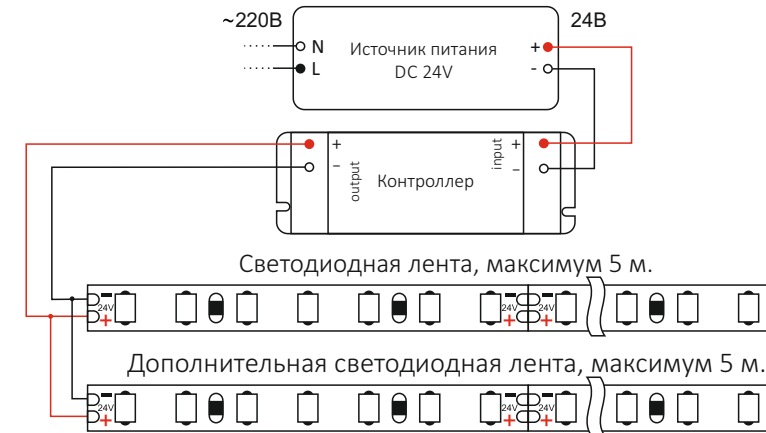 ~220В
24В
N
Источник питания
+
L
DC 24V
-
+
input
+
–
output
Контроллер
–
Светодиодная лента, максимум 5 м.
–
24V
+
–
24V
+
–
24V
+
Дополнительная светодиодная лента, максимум 5 м.
–
24V
+
–
24V
+
–
24V
+